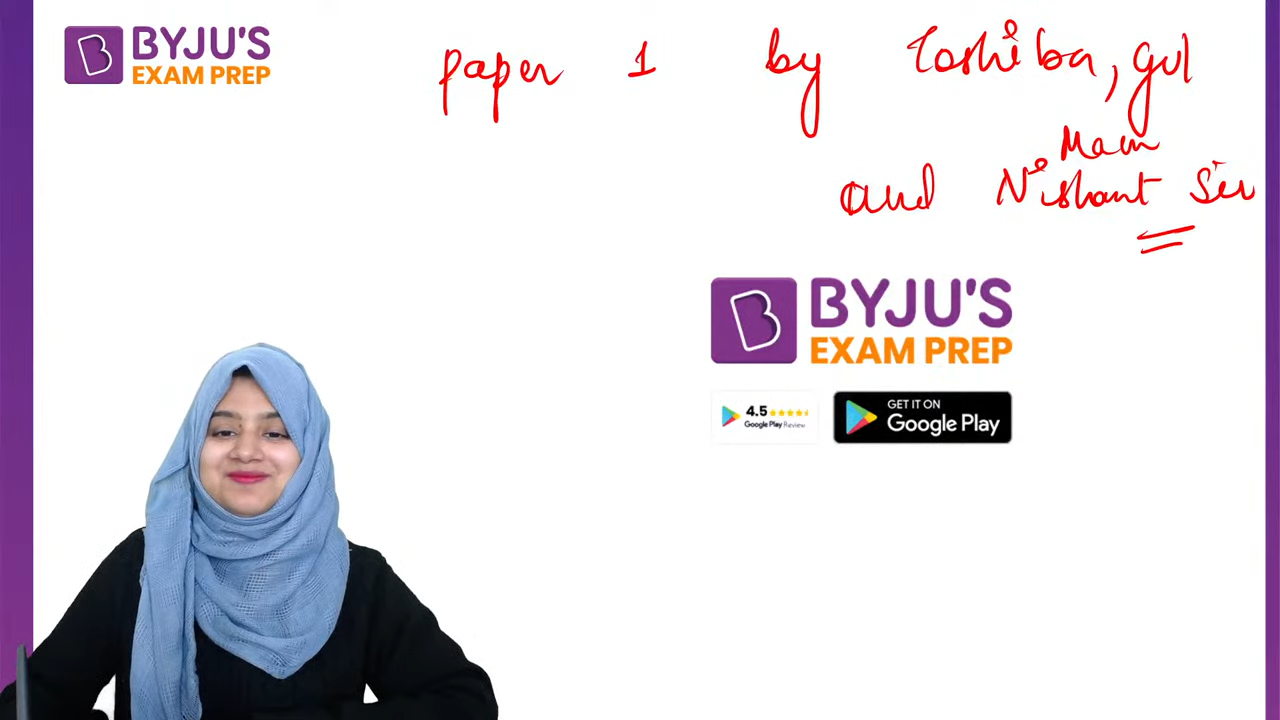 BYJU'S
EXAM PREP
paper 1 by Toshiba, Gul
Mam
and Nishant Sir
BYJU'S
EXAM PREP
4.5
Google Play Review
GET IT ON
Google Play